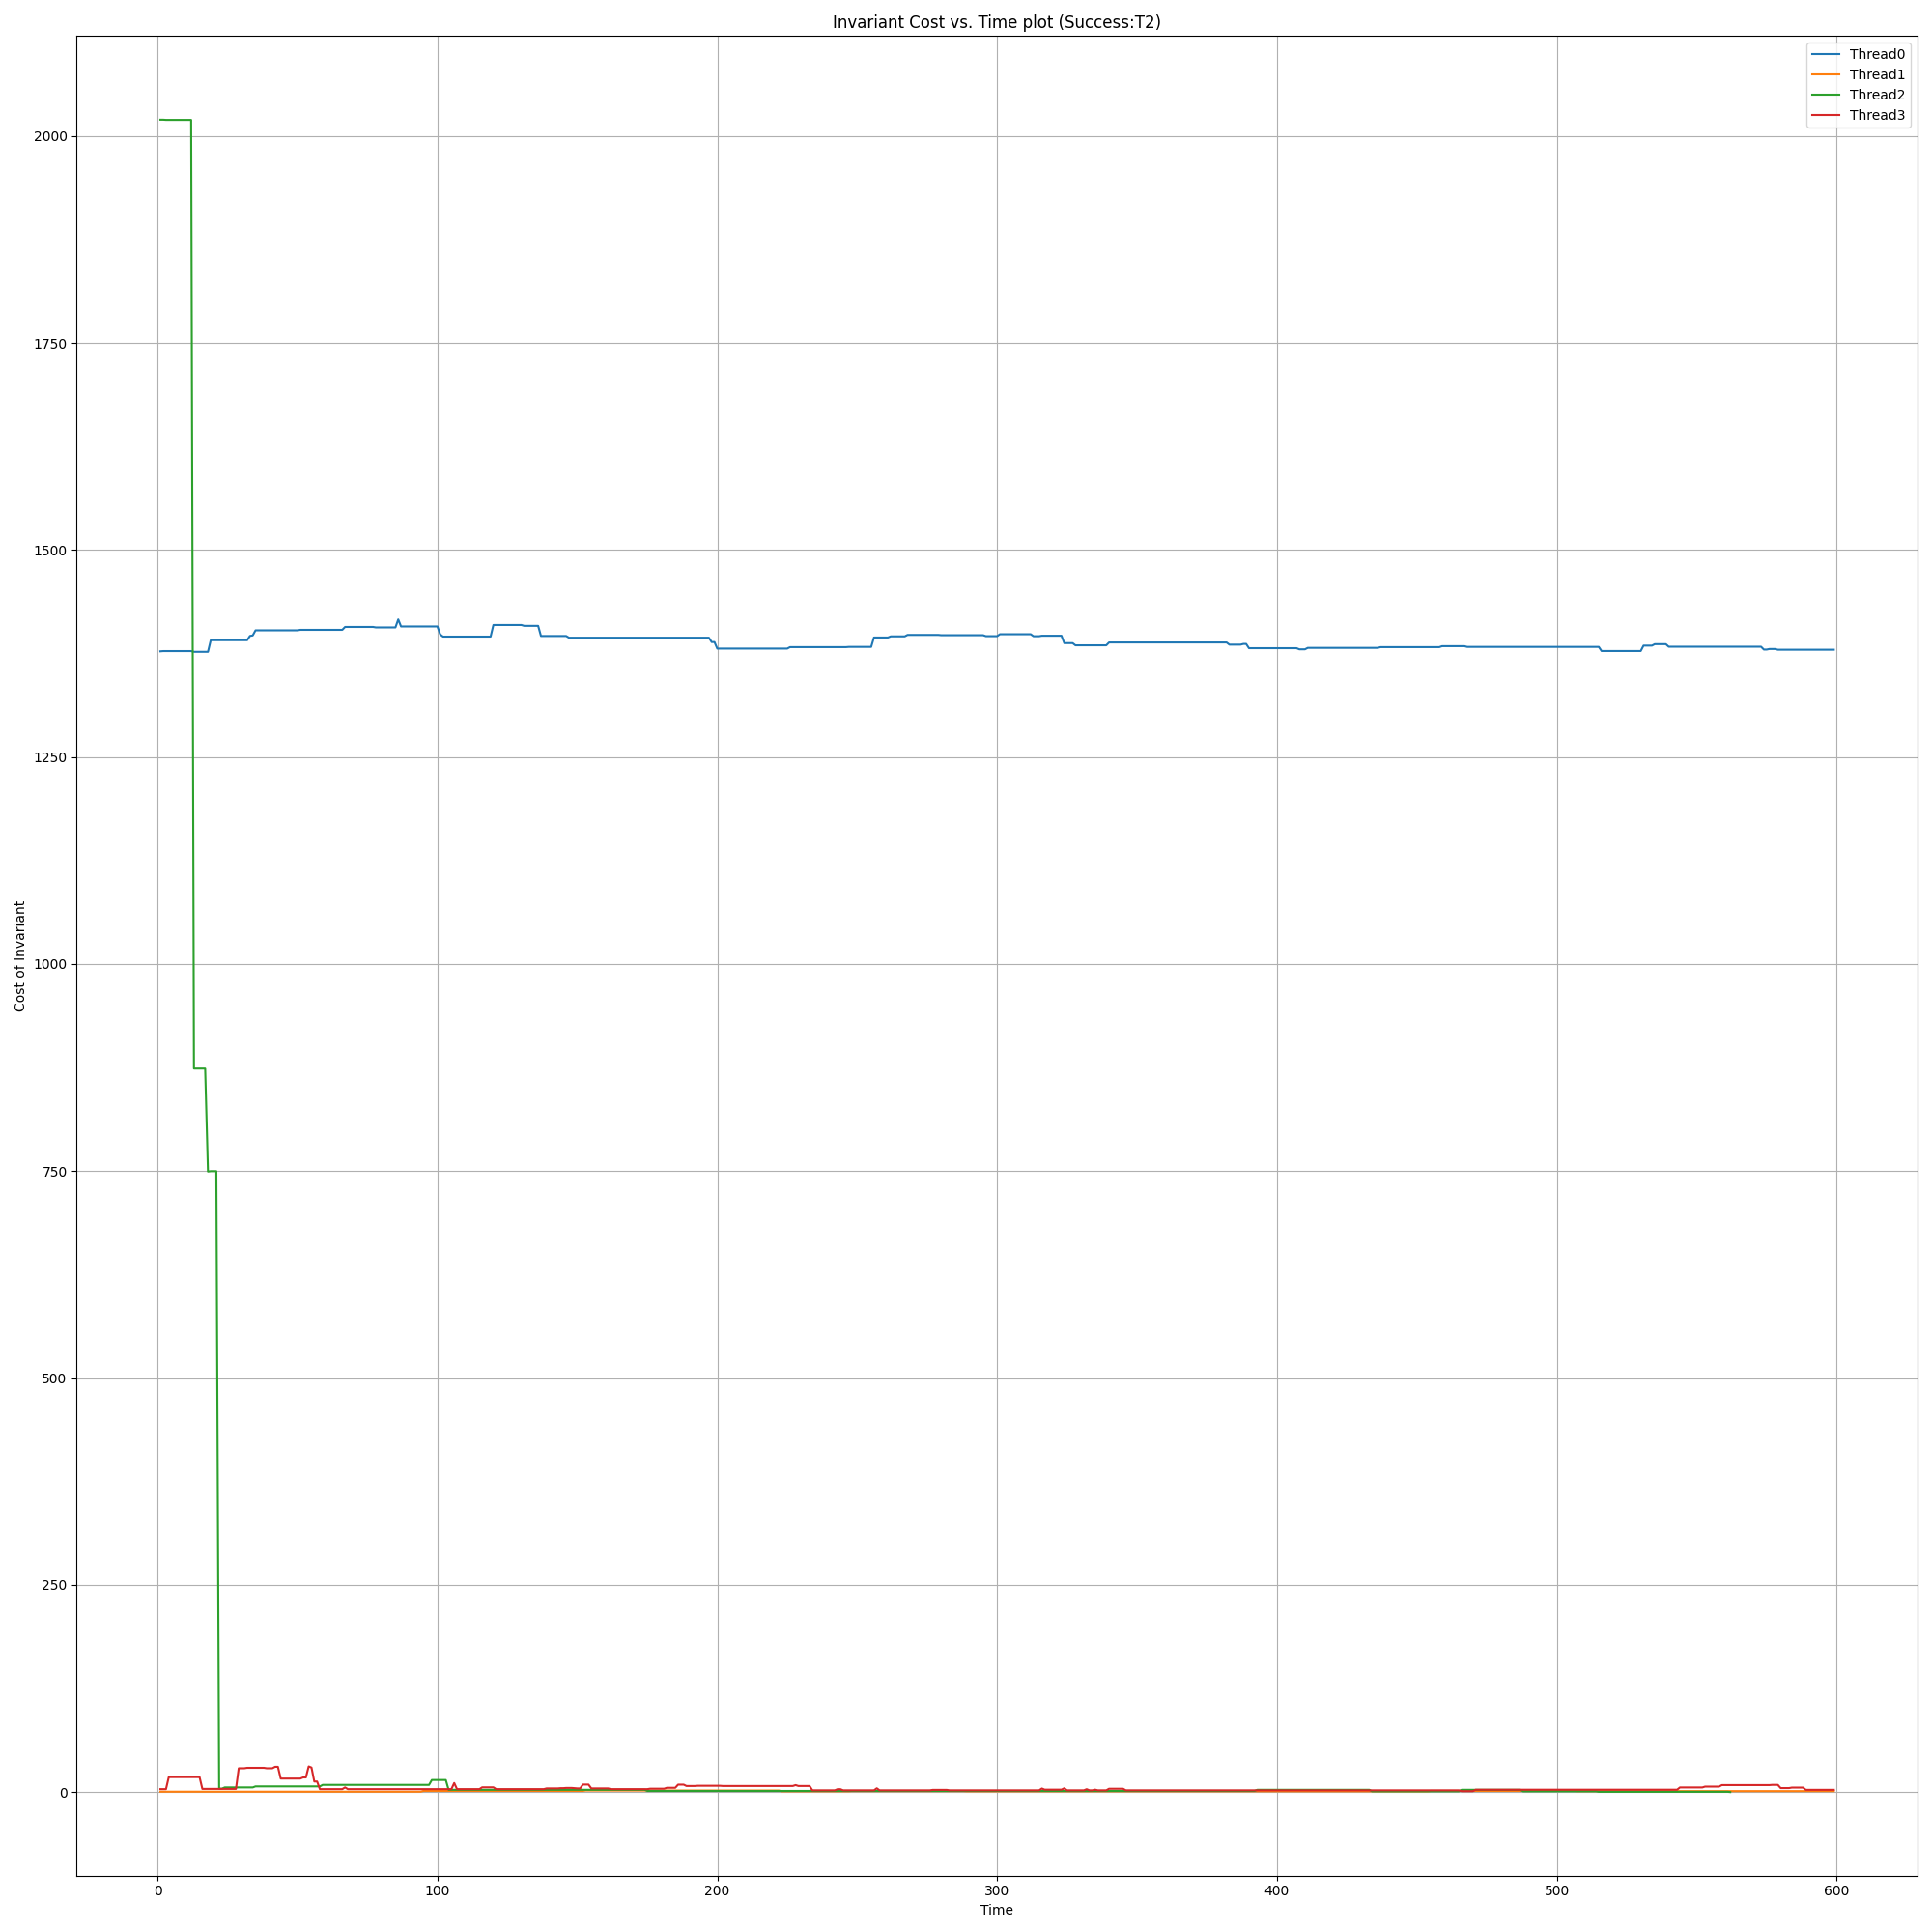 Invariant Cost vs. Time plot (Success:T2)
Thread0
Thread1
Thread2
Thread3
2000
1750
1500
1250
1000
750
500
250
0
Cost of Invariant
0 100 200 300 400 500 600
Time